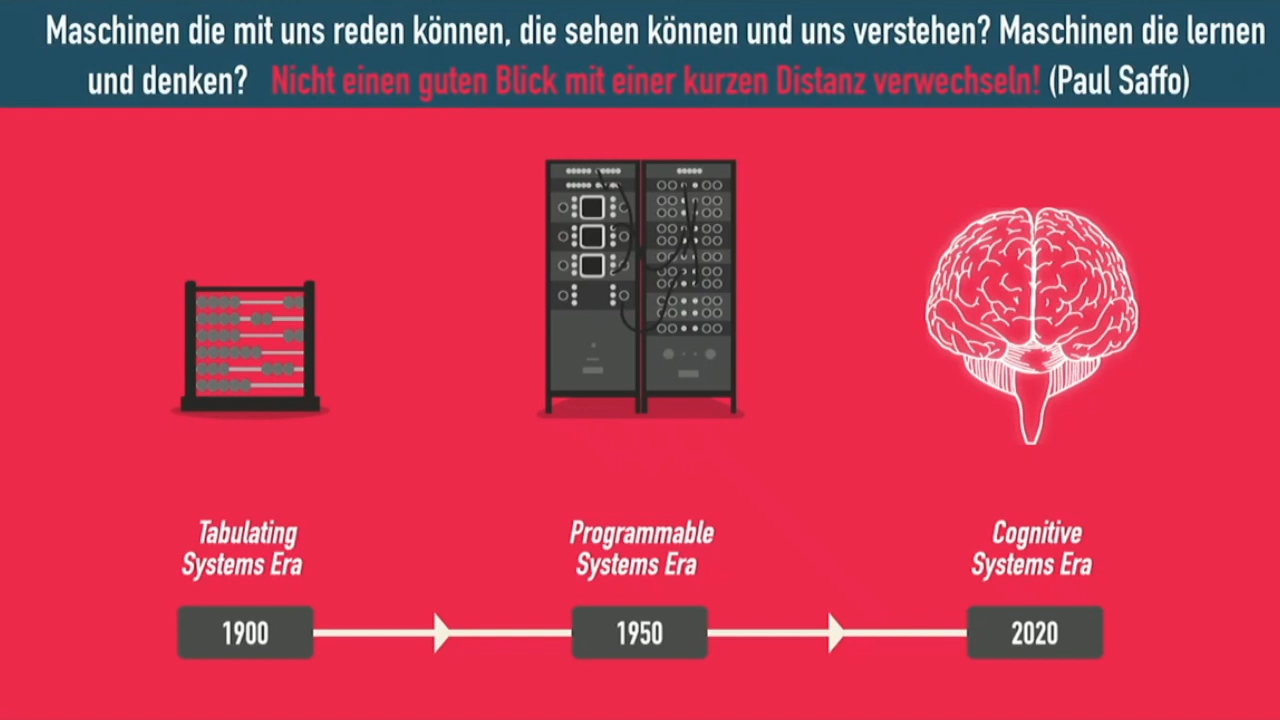 Maschinen die mit uns reden können, die sehen können und uns verstehen? Maschinen die lernen
und denken? Nicht einen guten Blick mit einer kurzen Distanz verwechseln! (Paul Saffo)
Tabulating
Systems Era
Programmable
Systems Era
Cognitive
Systems Era
1900
1950
2020